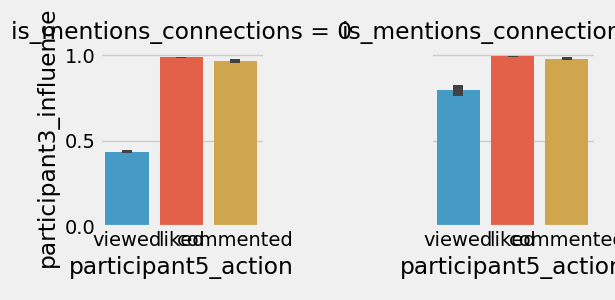 is_mentions_connections = 0
is_mentions_connection
participant3_influence
1.0
0.5
0.0
viewed liked commented
viewed liked commented
participant5_action
participant5_action